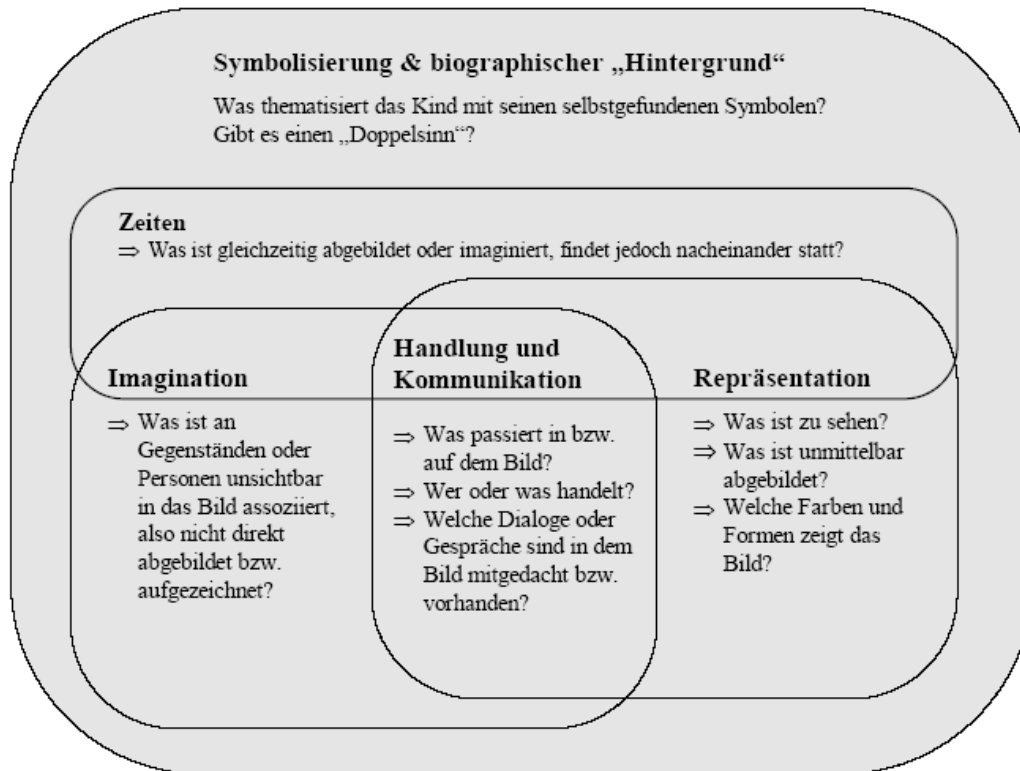 Symbolisierung & biographischer „Hintergrund“
Was thematisiert das Kind mit seinen selbstgefundenen Symbolen?
Gibt es einen „Doppelsinn“?
Zeiten
⇒ Was ist gleichzeitig abgebildet oder imaginiert, findet jedoch nacheinander statt?
Imagination
⇒ Was ist an
Gegenständen oder
Personen unsichtbar
in das Bild assoziiert,
also nicht direkt
abgebildet bzw.
aufgezeichnet?
Handlung und
Kommunikation
⇒ Was passiert in bzw.
auf dem Bild?
⇒ Wer oder was handelt?
⇒ Welche Dialoge oder
Gespräche sind in dem
Bild mitgedacht bzw.
vorhanden?
Repräsentation
⇒ Was ist zu sehen?
⇒ Was ist unmittelbar
abgebildet?
⇒ Welche Farben und
Formen zeigt das
Bild?